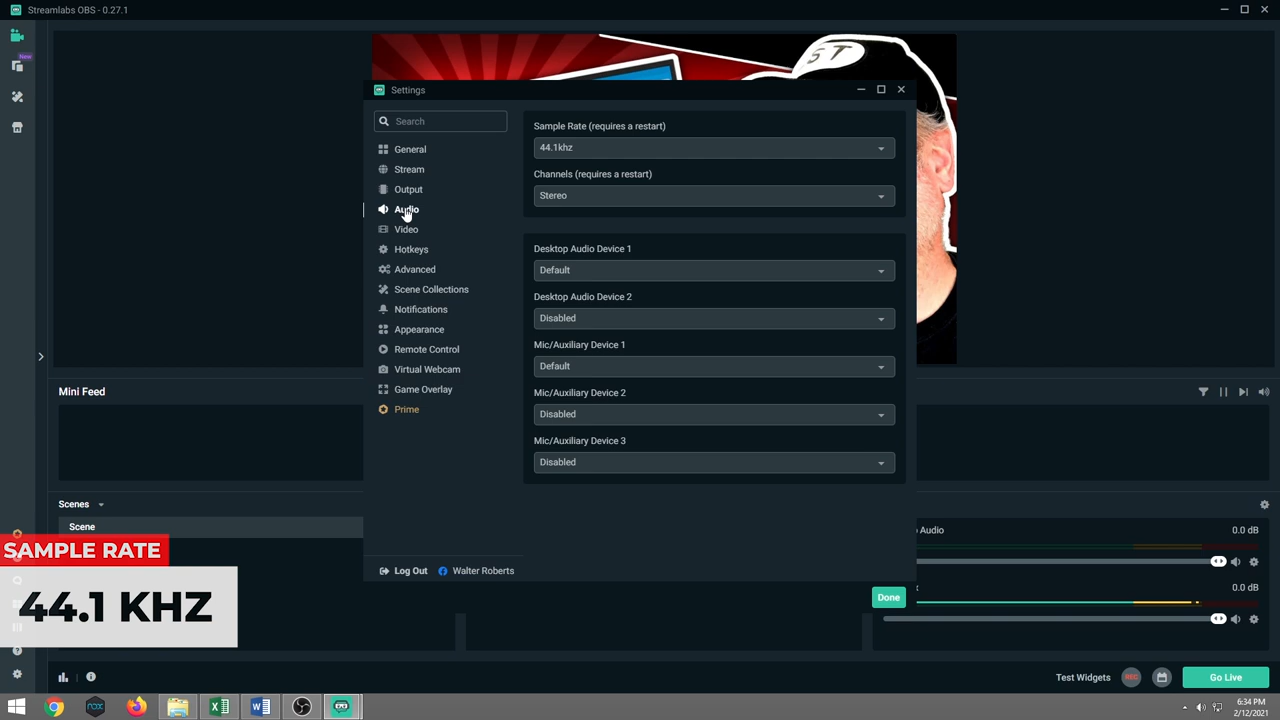 Streamlabs OBS - 0.27.1
New
ST
Settings
Search
General
Stream
Output
Audio
Video
Hotkeys
Advanced
Scene Collections
Notifications
Appearance
Remote Control
Virtual Webcam
Game Overlay
Prime
Log Out
Walter Roberts
Sample Rate (requires a restart)
44.1khz
Channels (requires a restart)
Stereo
Desktop Audio Device 1
Default
Desktop Audio Device 2
Disabled
Mic/Auxiliary Device 1
Default
Mic/Auxiliary Device 2
Disabled
Mic/Auxiliary Device 3
Disabled
Done
Mini Feed
Scenes
Scene
Audio
0.0 dB
0.0 dB
SAMPLE RATE
44.1 KHZ
Test Widgets
REC
Go Live
6:34 PM
2/12/2021